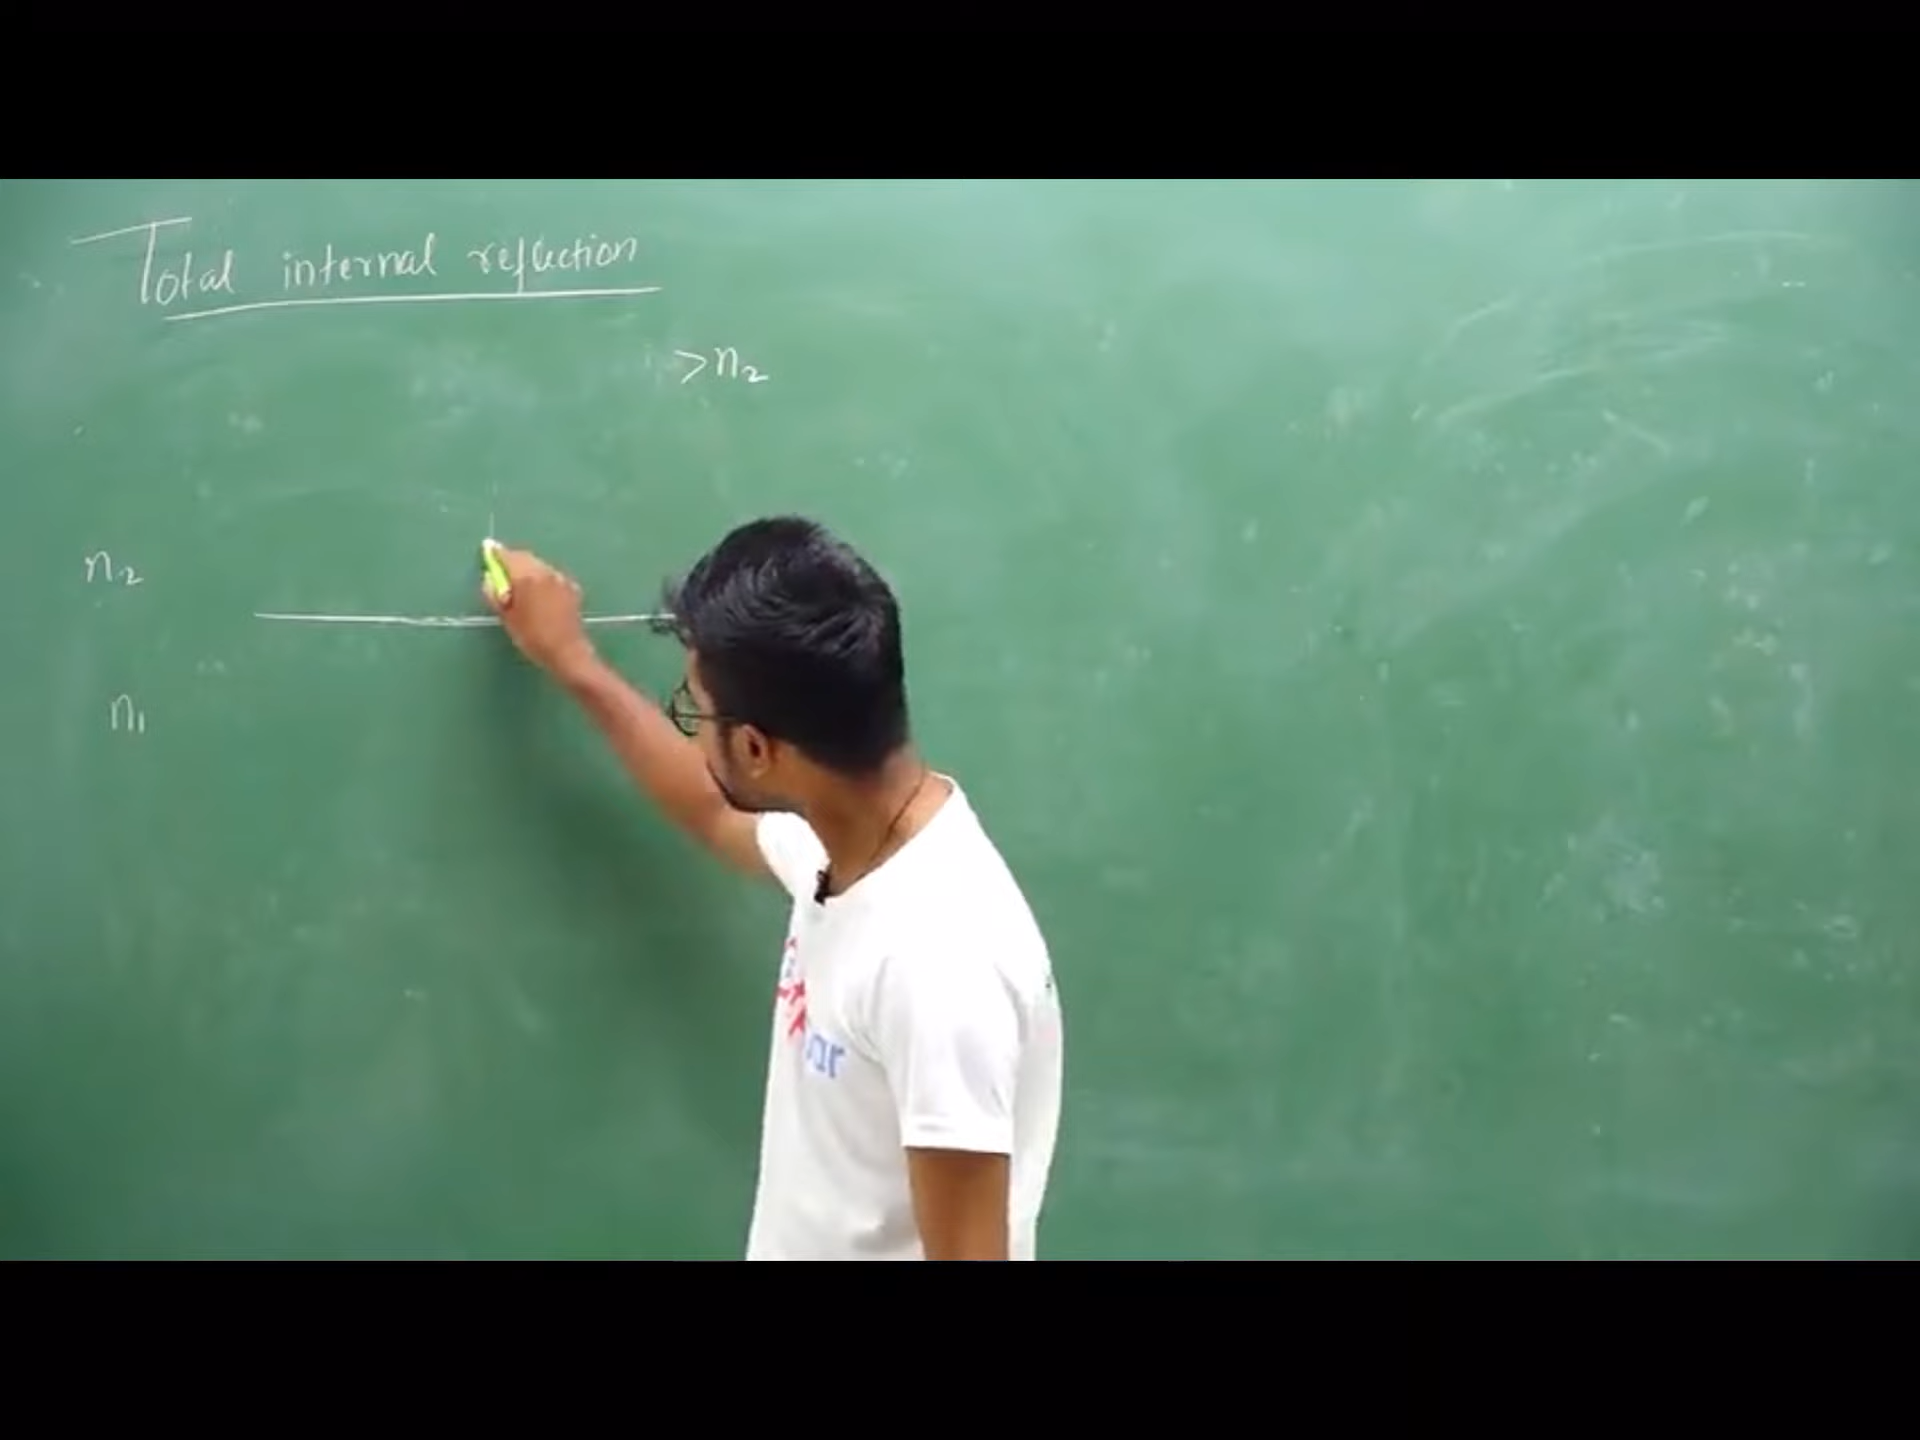 Total internal reflection
> n₂
n₂
n₁